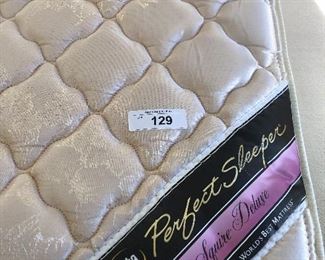 129
Perfect Sleeper
Squire Deluxe
WORLD'S BEST MATTRESS